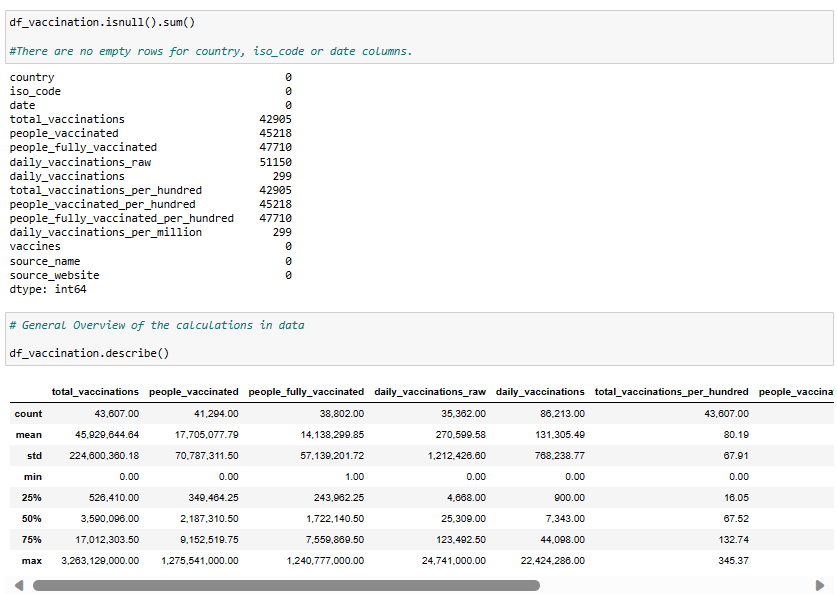 df_vaccination.isnull().sum()
#There are no empty rows for country, iso_code or date columns.
country 0
iso_code 0
date 0
total_vaccinations 42905
people_vaccinated 45218
people_fully_vaccinated 47710
daily_vaccinations_raw 51150
daily_vaccinations 299
total_vaccinations_per_hundred 42905
people_vaccinated_per_hundred 45218
people_fully_vaccinated_per_hundred 47710
daily_vaccinations_per_million 299
vaccines 0
source_name 0
source_website 0
dtype: int64
# General Overview of the calculations in data
df_vaccination.describe()
total_vaccinations people_vaccinated people_fully_vaccinated daily_vaccinations_raw daily_vaccinations total_vaccinations_per_hundred people_vaccina
count 43,607.00 41,294.00 38,802.00 35,362.00 86,213.00 43,607.00
mean 45,929,644.64 17,705,077.79 14,138,299.85 270,599.58 131,305.49 80.19
std 224,600,360.18 70,787,311.50 57,139,201.72 1,212,426.60 768,238.77 67.91
min 0.00 0.00 1.00 0.00 0.00 0.00
25% 526,410.00 349,464.25 243,962.25 4,668.00 900.00 16.05
50% 3,590,096.00 2,187,310.50 1,722,140.50 25,309.00 7,343.00 67.52
75% 17,012,303.50 9,152,519.75 7,559,869.50 123,492.50 44,098.00 132.74
max 3,263,129,000.00 1,275,541,000.00 1,240,777,000.00 24,741,000.00 22,424,286.00 345.37